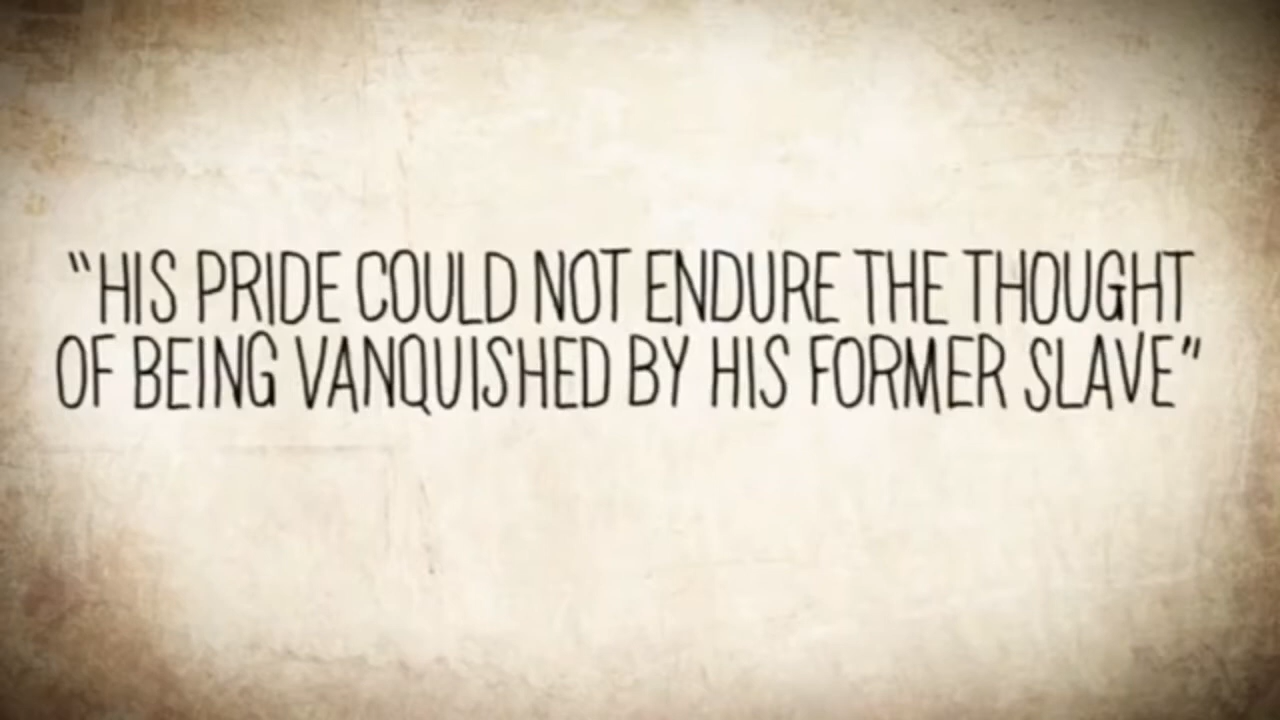 "HIS PRIDE COULD NOT ENDURE THE THOUGHT
OF BEING VANQUISHED BY HIS FORMER SLAVE"